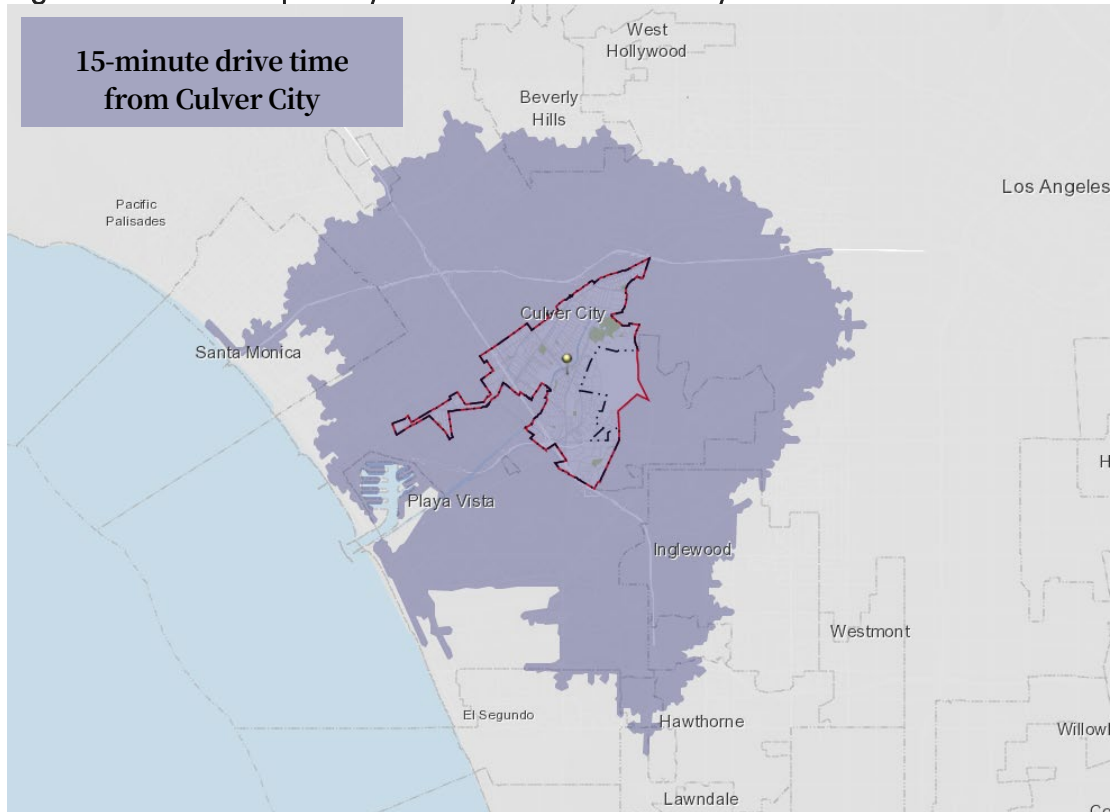 15-minute drive time
from Culver City
West
Hollywood
Beverly
Hills
Los Angeles
Pacific
Palisades
Culver City
Santa Monica
Playa Vista
Inglewood
Westmont
El Segundo
Hawthorne
Lawndale